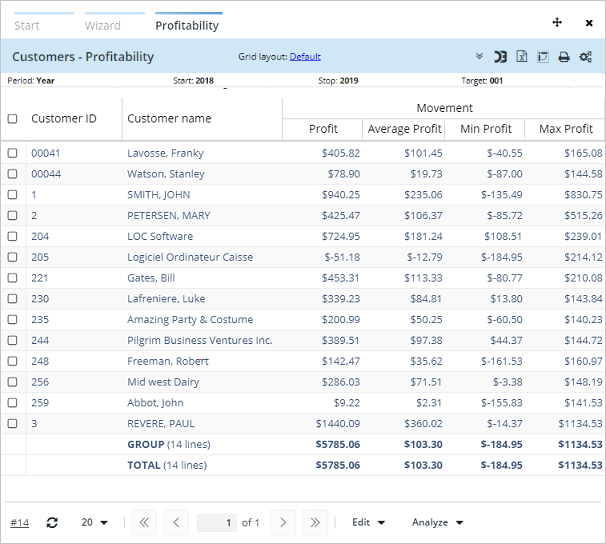 Start Wizard Profitability
Customers - Profitability Grid layout: Default
Period: Year Start: 2018 Stop: 2019 Target: 001
Movement
Customer ID Customer name Profit Average Profit Min Profit Max Profit
00041 Lavosse, Franky $405.82 $101.45 $-40.55 $165.08
00044 Watson, Stanley $78.90 $19.73 $-87.00 $144.58
1 SMITH, JOHN $940.25 $235.06 $-135.49 $830.75
2 PETERSEN, MARY $425.47 $106.37 $-85.72 $515.26
204 LOC Software $724.95 $181.24 $108.51 $239.01
205 Logiciel Ordinateur Caisse $-51.18 $-12.79 $-184.95 $214.12
221 Gates, Bill $453.31 $113.33 $-80.77 $210.08
230 Lafreniere, Luke $339.23 $84.81 $13.80 $143.84
235 Amazing Party & Costume $200.99 $50.25 $-60.50 $140.23
244 Pilgrim Business Ventures Inc. $389.51 $97.38 $44.37 $144.72
248 Freeman, Robert $142.47 $35.62 $-161.53 $160.97
256 Mid west Dairy $286.03 $71.51 $-3.38 $148.19
259 Abbot, John $9.22 $2.31 $-155.83 $141.53
3 REVERE, PAUL $1440.09 $360.02 $-14.37 $1134.53
GROUP (14 lines) $5785.06 $103.30 $-184.95 $1134.53
TOTAL (14 lines) $5785.06 $103.30 $-184.95 $1134.53
#14 20 1 of 1 Edit Analyze